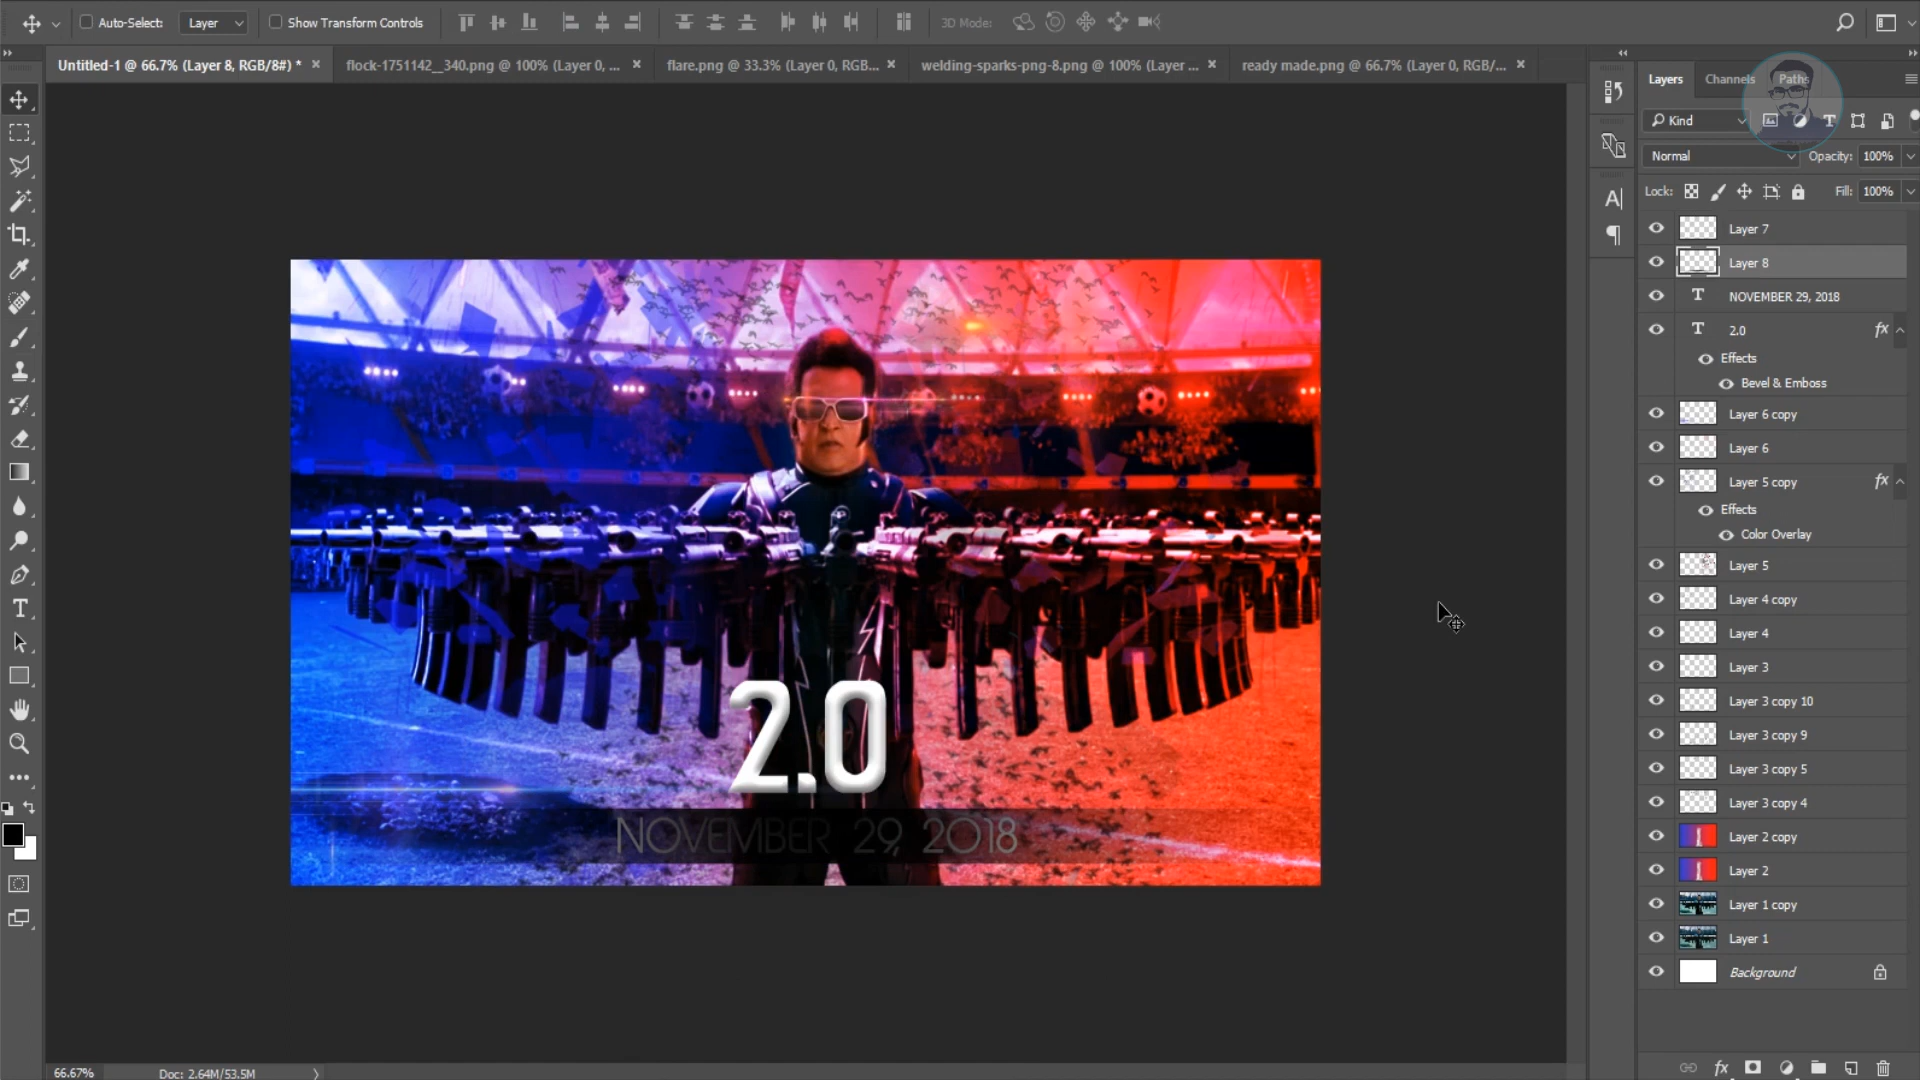 Auto-Select: Layer Show Transform Controls 3D Mode:
Untitled-1 @ 66.7% (Layer 8, RGB/8#) * × flock-1751142__340.png @ 100% (Layer 0, ... × flare.png @ 33.3% (Layer 0, RGB... × welding-sparks-png-8.png @ 100% (Layer ... × ready made.png @ 66.7% (Layer 0, RGB/... ×
Layers Channels Paths
Kind
Normal Opacity: 100%
Lock: Fill: 100%
Layer 7
Layer 8
NOVEMBER 29, 2018
2.0 fx
Effects
Bevel & Emboss
Layer 6 copy
Layer 6
Layer 5 copy fx
Effects
Color Overlay
Layer 5
Layer 4 copy
Layer 4
Layer 3
Layer 3 copy 10
Layer 3 copy 9
Layer 3 copy 5
Layer 3 copy 4
Layer 2 copy
Layer 2
Layer 1 copy
Layer 1
Background
2.0
NOVEMBER 29, 2018
66.67% Doc: 2.64M/53.5M
fx